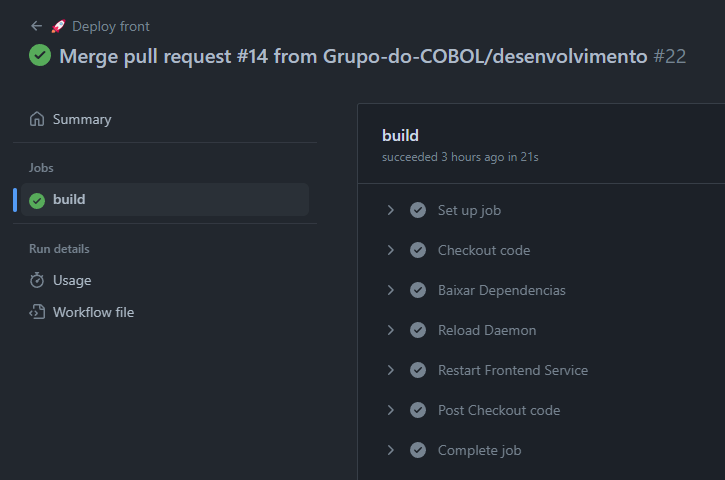 Deploy front
Merge pull request #14 from Grupo-do-COBOL/desenvolvimento #22
Summary
Jobs
build
Run details
Usage
Workflow file
build
succeeded 3 hours ago in 21s
Set up job
Checkout code
Baixar Dependencias
Reload Daemon
Restart Frontend Service
Post Checkout code
Complete job